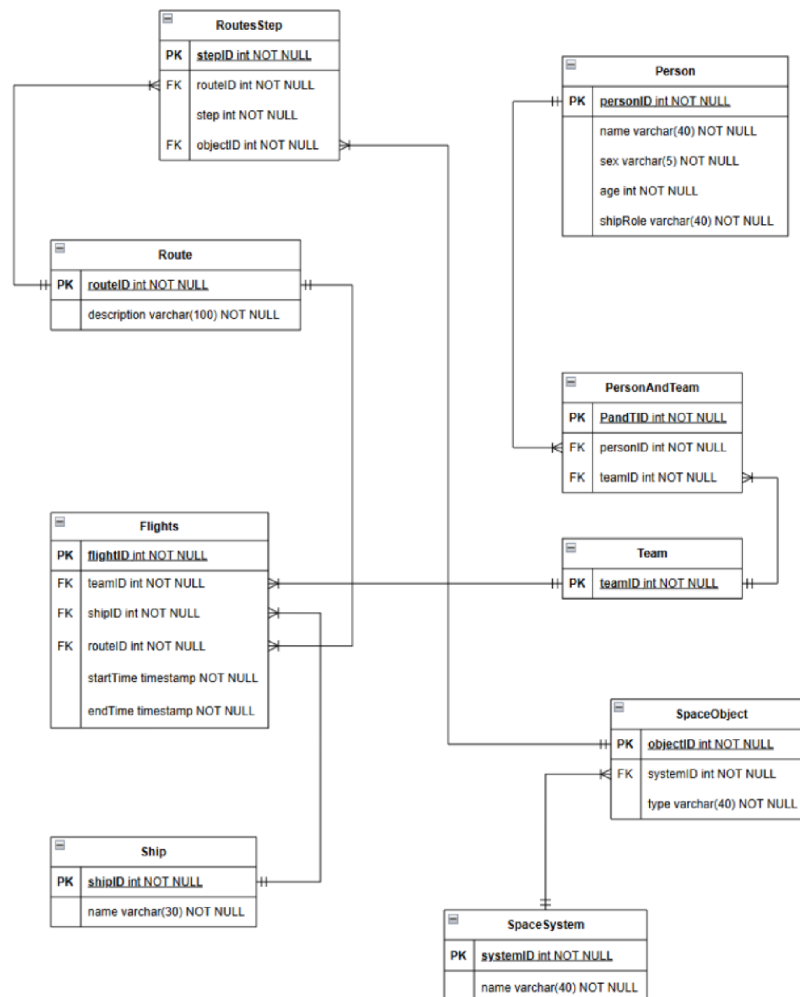 RoutesStep
PK stepID int NOT NULL
FK routeID int NOT NULL
step int NOT NULL
FK objectID int NOT NULL
Person
PK personID int NOT NULL
name varchar(40) NOT NULL
sex varchar(5) NOT NULL
age int NOT NULL
shipRole varchar(40) NOT NULL
Route
PK routeID int NOT NULL
description varchar(100) NOT NULL
PersonAndTeam
PK PandTID int NOT NULL
FK personID int NOT NULL
FK teamID int NOT NULL
Flights
PK flightID int NOT NULL
FK teamID int NOT NULL
FK shipID int NOT NULL
FK routeID int NOT NULL
startTime timestamp NOT NULL
endTime timestamp NOT NULL
Team
PK teamID int NOT NULL
SpaceObject
PK objectID int NOT NULL
FK systemID int NOT NULL
type varchar(40) NOT NULL
Ship
PK shipID int NOT NULL
name varchar(30) NOT NULL
SpaceSystem
PK systemID int NOT NULL
name varchar(40) NOT NULL